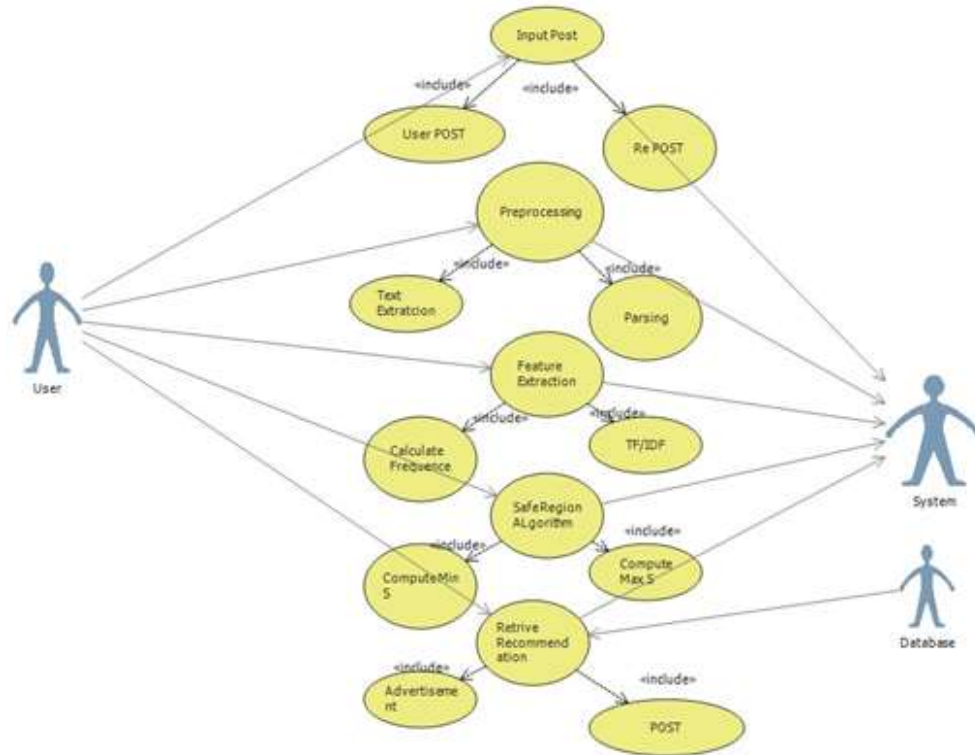 Input Post
«include»
«include»
User POST
Re POST
Preprocessing
«include»
«include»
Text
Extratcion
Parsing
User
Feature
Extraction
«include»
«include»
Calculate
Frequence
TF/IDF
System
SafeRegion
ALgorithm
«include»
«include»
ComputeMin
S
Compute
Max.S
Retrive
Recommend
ation
Database
«include»
«include»
Advertiseme
nt
POST